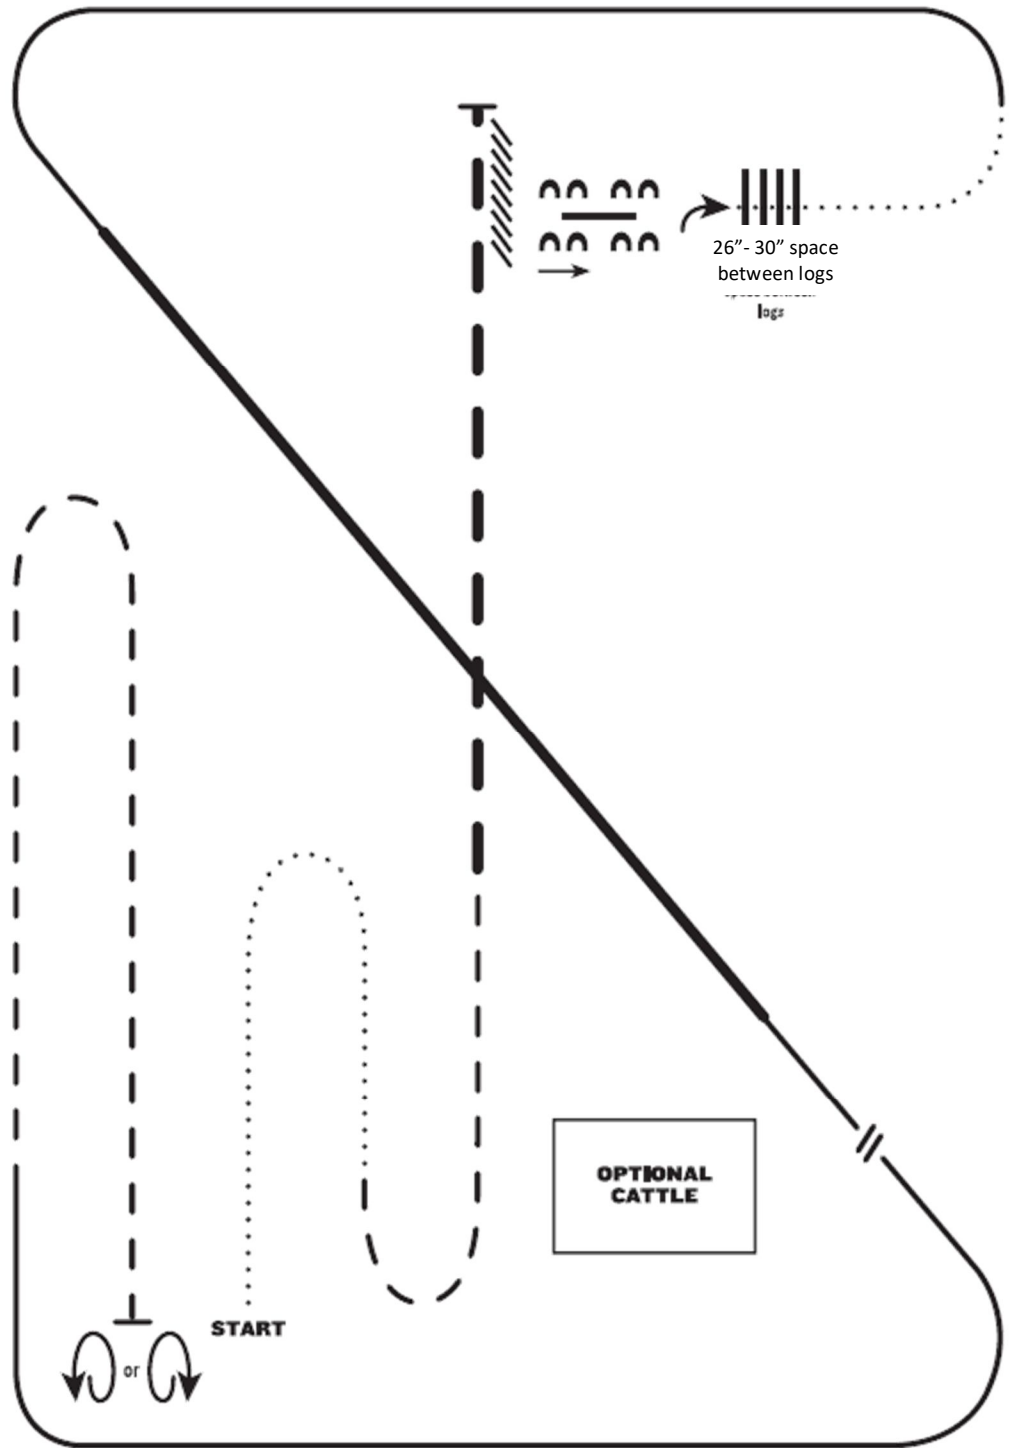 26”- 30” space
between logs
logs
OPTIONAL
CATTLE
START
or